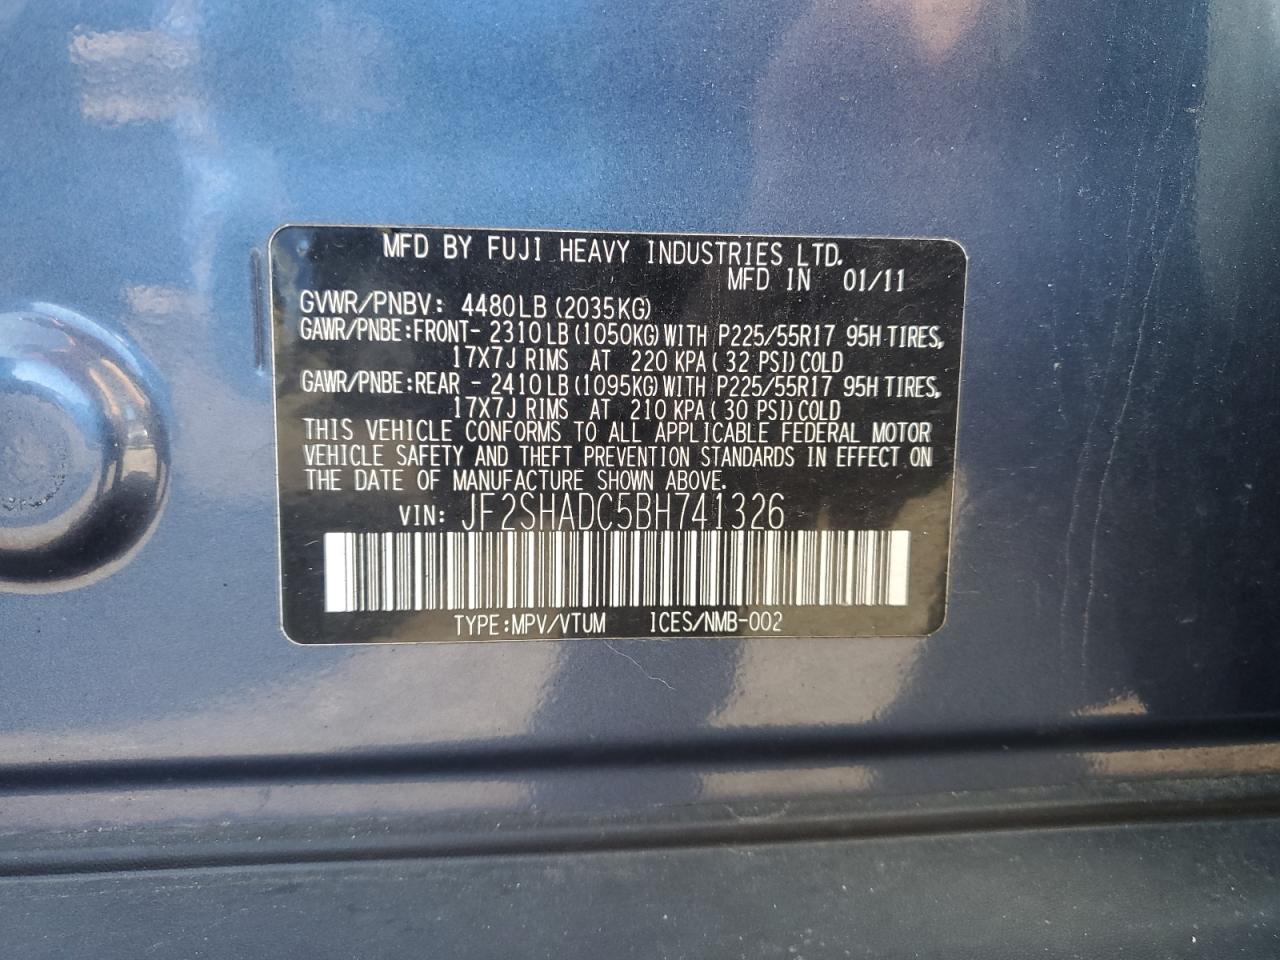 MFD BY FUJI HEAVY INDUSTRIES LTD.
MFD IN 01/11
GVWR/PNBV: 4480LB (2035KG)
GAWR/PNBE:FRONT- 2310LB (1050KG) WITH P225/55R17 95H TIRES,
17X7J RIMS AT 220 KPA ( 32 PSI) COLD
GAWR/PNBE:REAR - 2410LB (1095KG) WITH P225/55R17 95H TIRES,
17X7J RIMS AT 210 KPA ( 30 PSI) COLD
THIS VEHICLE CONFORMS TO ALL APPLICABLE FEDERAL MOTOR
VEHICLE SAFETY AND THEFT PREVENTION STANDARDS IN EFFECT ON
THE DATE OF MANUFACTURE SHOWN ABOVE.
VIN: JF2SHADC5BH741326
TYPE:MPV/VTUM ICES/NMB-002